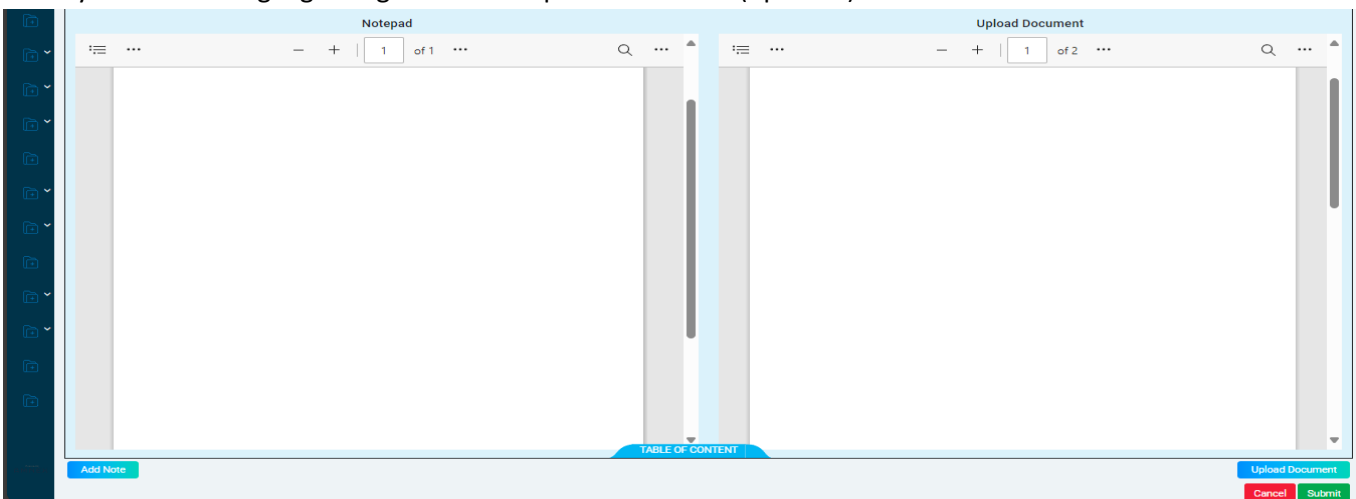 Notepad
Upload Document
1 of 1
1 of 2
TABLE OF CONTENT
Add Note
Upload Document
Cancel Submit